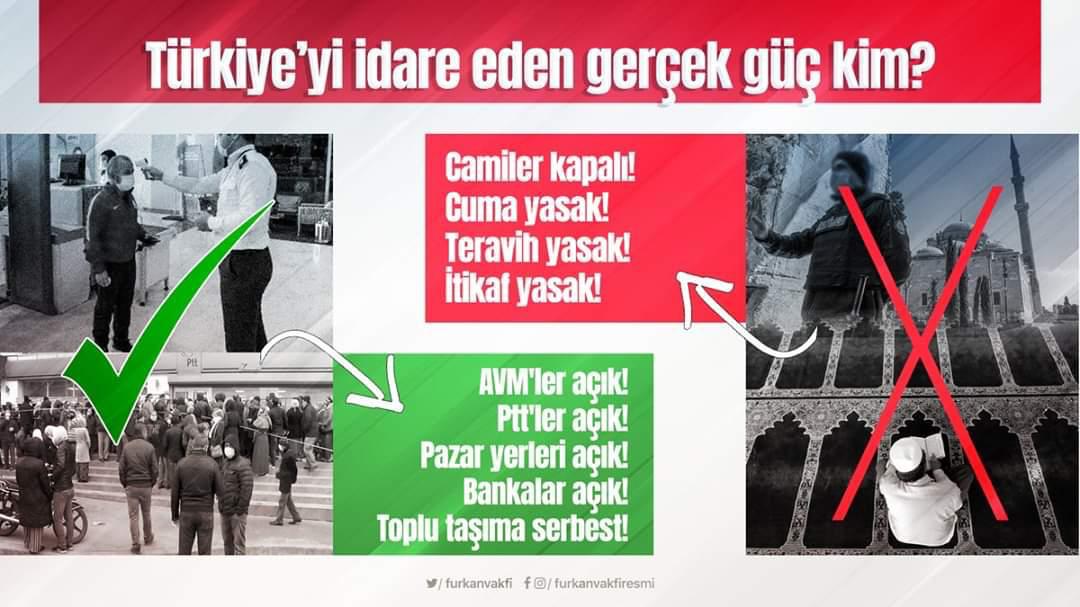 Türkiye'yi idare eden gerçek güç kim?
Camiler kapalı!
Cuma yasak!
Teravih yasak!
İtikaf yasak!
Ptt
AVM'ler açık!
Ptt'ler açık!
Pazar yerleri açık!
Bankalar açık!
Toplu taşıma serbest!
/ furkanvakfi / furkanvakfiresmi